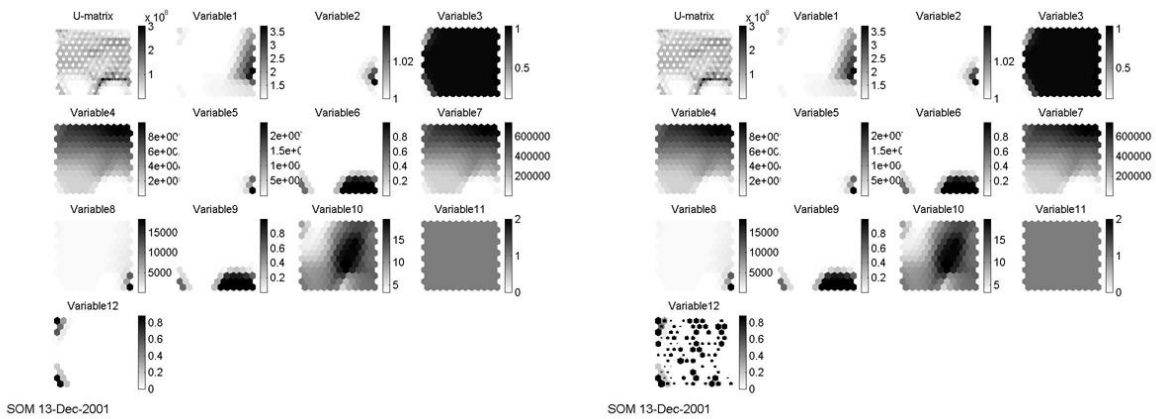 U-matrix Variable1 Variable2 Variable3
3 2 1 3.5 3 2.5 2 1.5 1.02 1 1 0.5
Variable4 Variable5 Variable6 Variable7
0.8 0.6 0.4 0.2 600000 400000 200000
Variable8 Variable9 Variable10 Variable11
15000 10000 5000 0.8 0.6 0.4 0.2 15 10 5 2 1 0
Variable12
0.8 0.6 0.4 0.2 0
SOM 13-Dec-2001
U-matrix Variable1 Variable2 Variable3
3 2 1 3.5 3 2.5 2 1.5 1.02 1 1 0.5
Variable4 Variable5 Variable6 Variable7
0.8 0.6 0.4 0.2 600000 400000 200000
Variable8 Variable9 Variable10 Variable11
15000 10000 5000 0.8 0.6 0.4 0.2 15 10 5 2 1 0
Variable12
0.8 0.6 0.4 0.2 0
SOM 13-Dec-2001